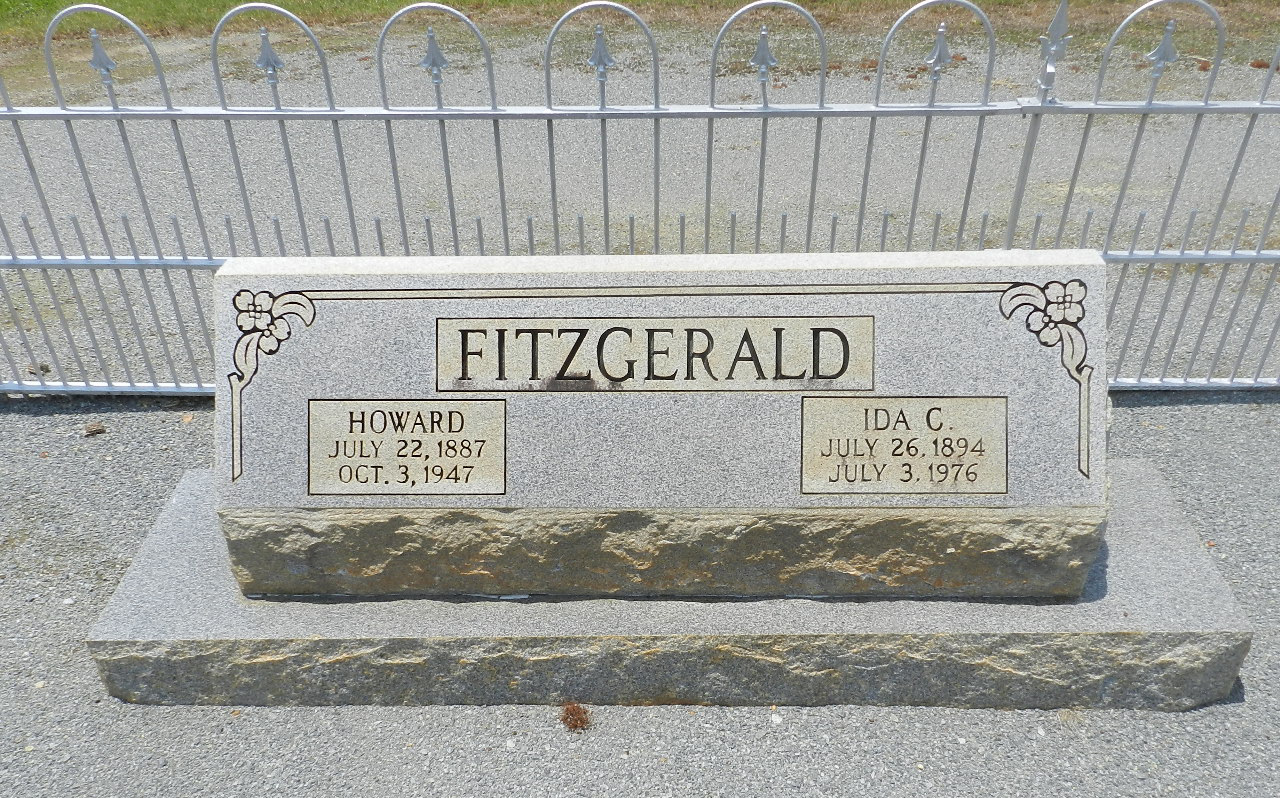 FITZGERALD
HOWARD
JULY 22, 1887
OCT. 3, 1947
IDA C.
JULY 26, 1894
JULY 3, 1976